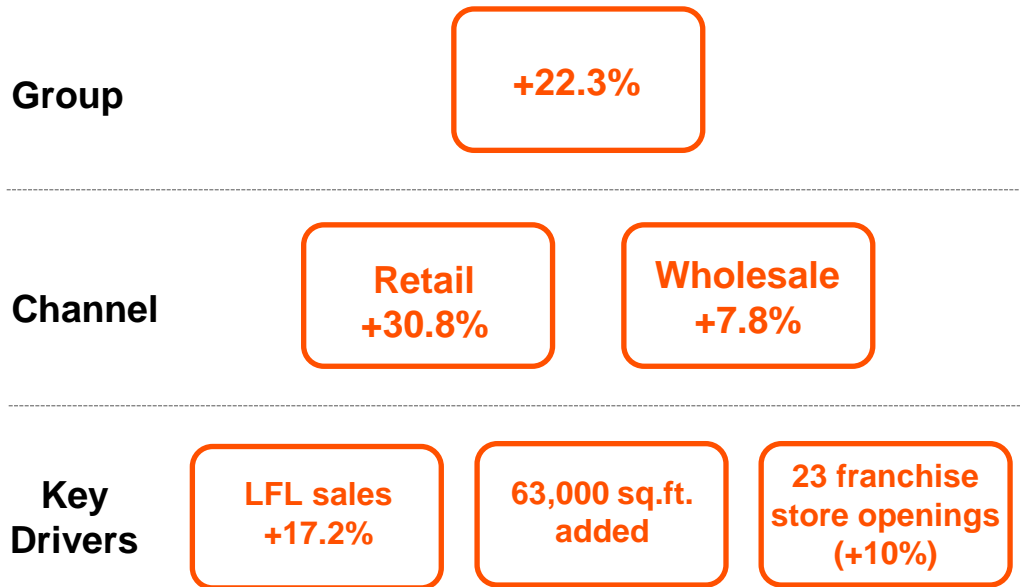 Group
+22.3%
Channel
Retail
+30.8%
Wholesale
+7.8%
Key
Drivers
LFL sales
+17.2%
63,000 sq.ft.
added
23 franchise
store openings
(+10%)